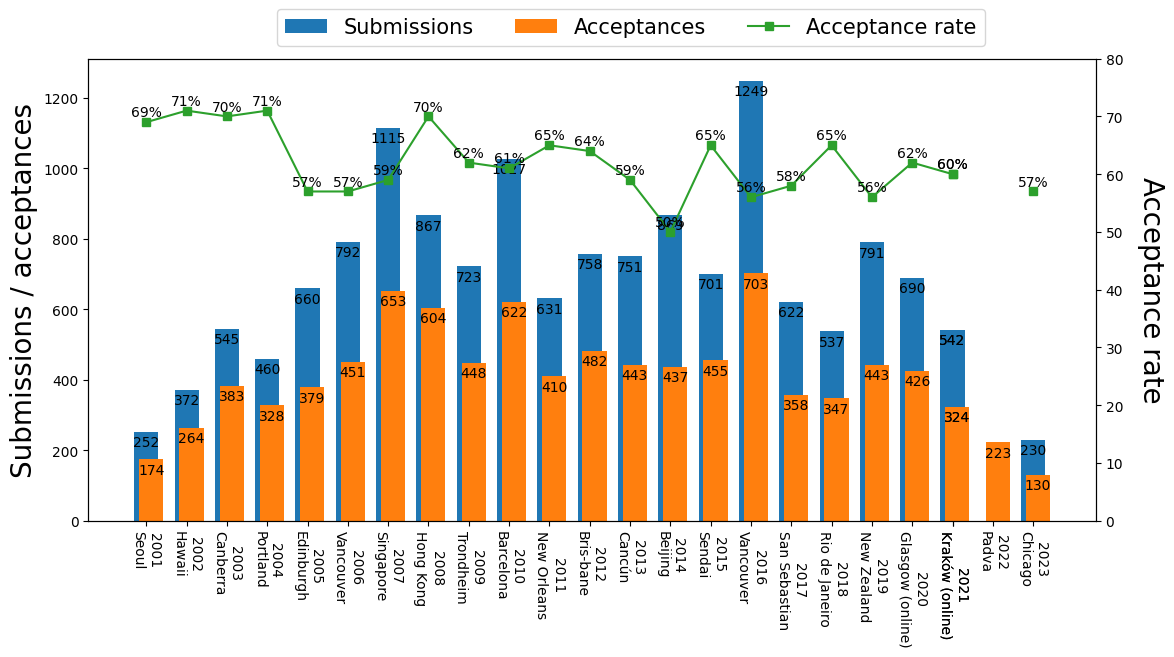 Submissions Acceptances Acceptance rate
Submissions / acceptances
1200
1000
800
600
400
200
0
80
70
60
50
40
30
20
10
0
Acceptance rate
69% 71% 70% 71% 57% 57% 59% 70% 62% 61% 65% 64% 59% 50% 65% 56% 58% 65% 56% 62% 60% 57%
252 372 545 460 660 792 1115 867 723 1027 631 758 751 869 701 1249 622 537 791 690 542 230
174 264 383 328 379 451 653 604 448 622 410 482 443 437 455 703 358 347 443 426 324 223 130
2001
Seoul
2002
Hawaii
2003
Canberra
2004
Portland
2005
Edinburgh
2006
Vancouver
2007
Singapore
2008
Hong Kong
2009
Trondheim
2010
Barcelona
2011
New Orleans
2012
Bris-bane
2013
Cancún
2014
Beijing
2015
Sendai
2016
Vancouver
2017
San Sebastian
2018
Rio de Janeiro
2019
New Zealand
2020
Glasgow (online)
2021
Kraków (online)
2022
Padva
2023
Chicago